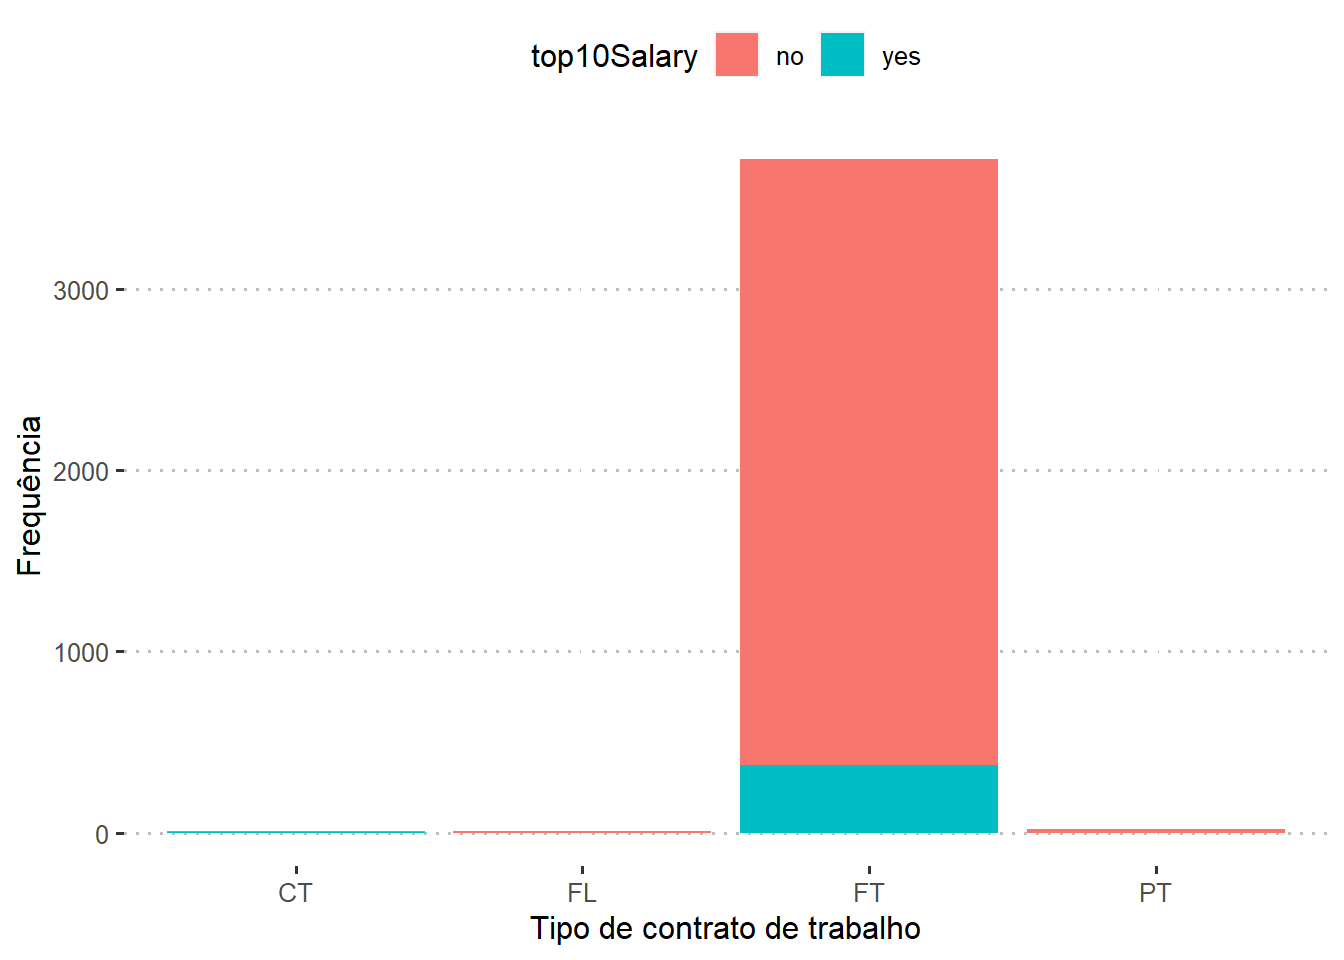 top10Salary no yes
3000
2000
1000
0
Frequência
CT FL FT PT
Tipo de contrato de trabalho